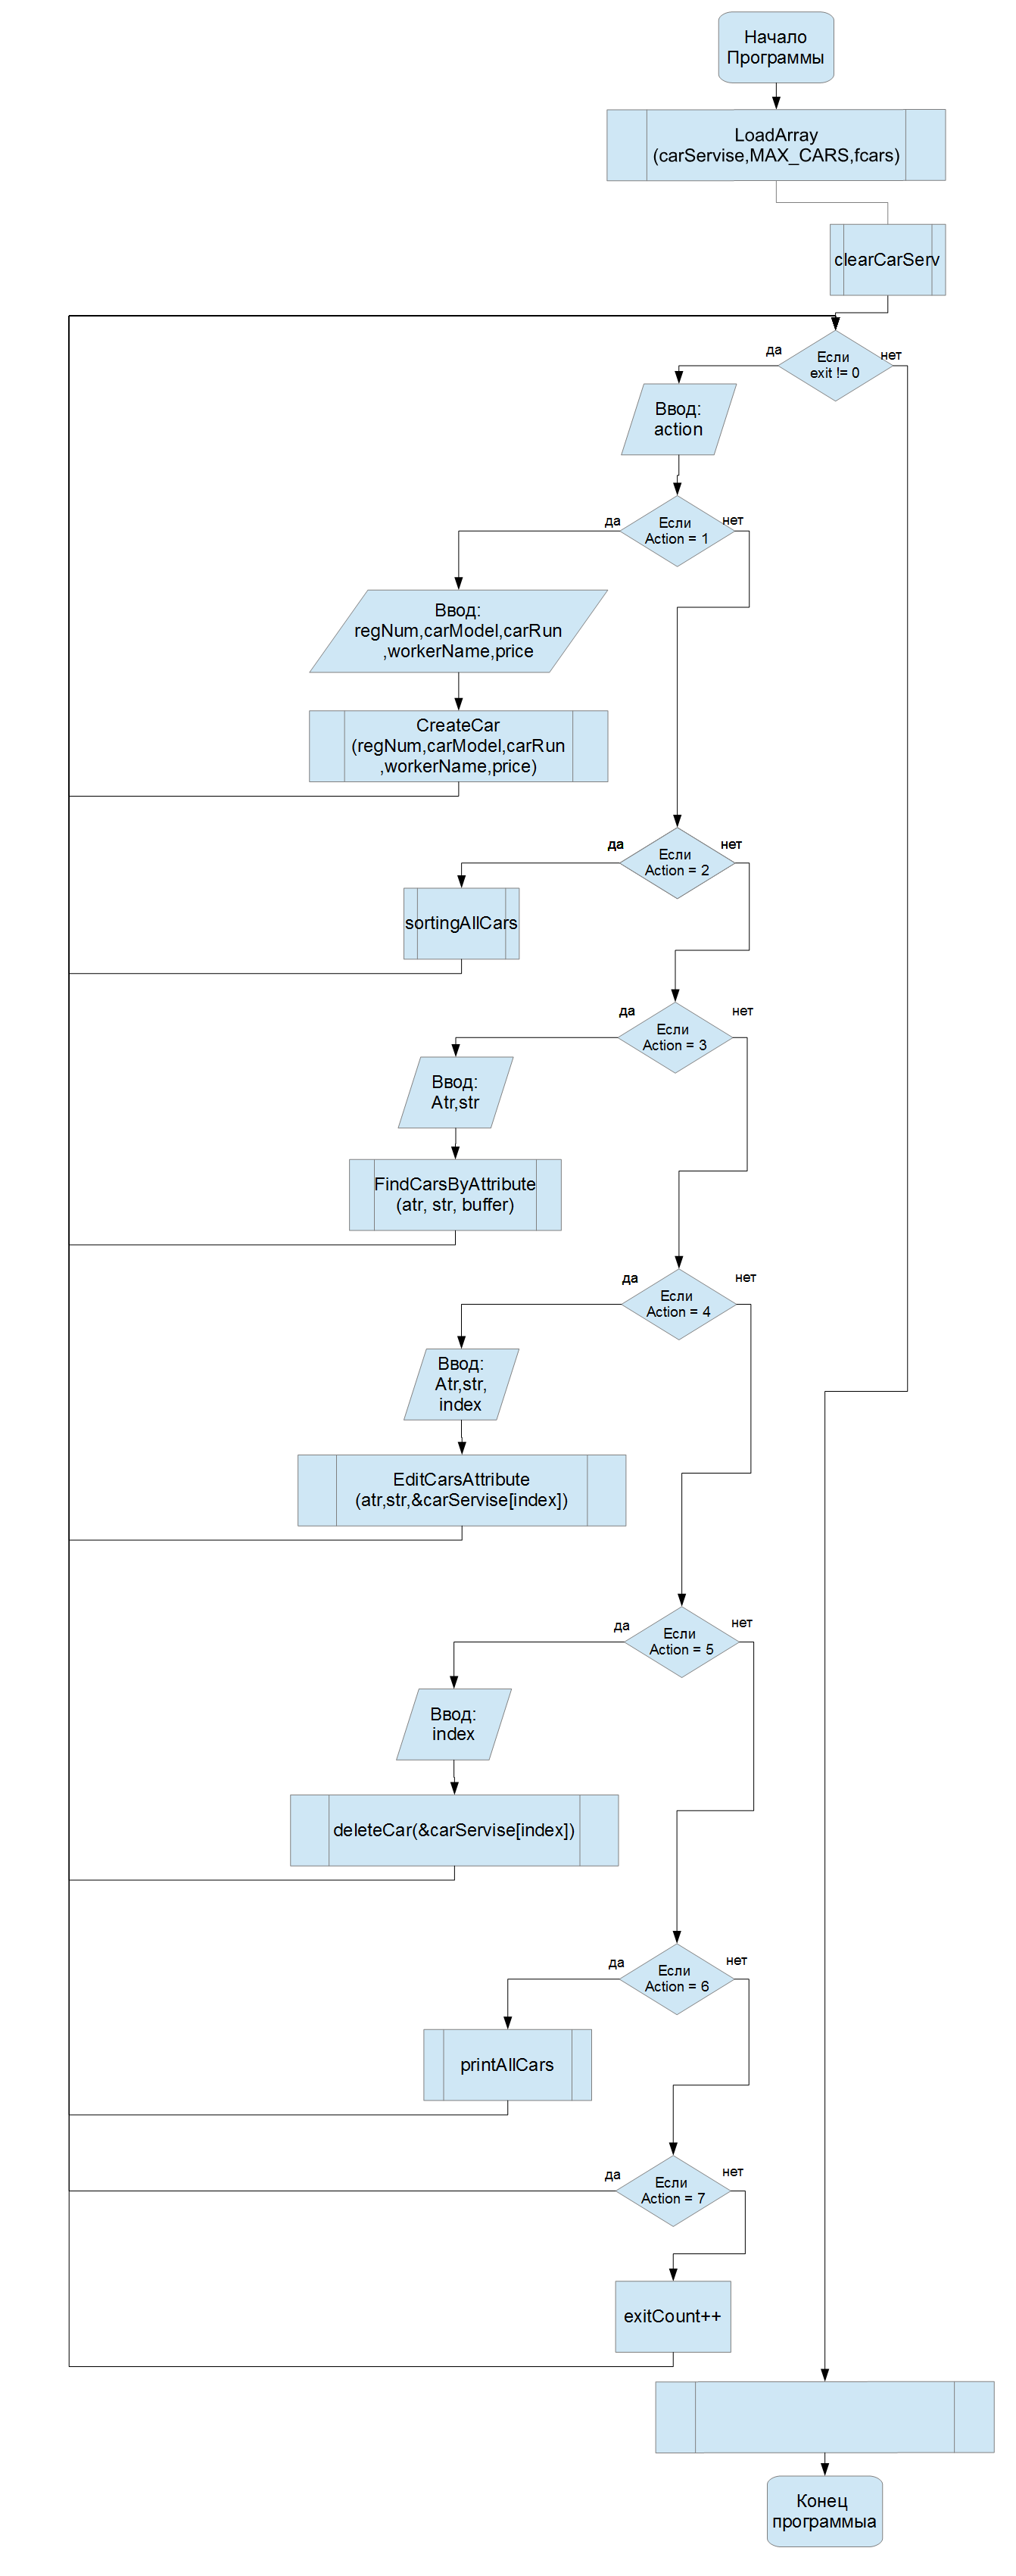 Начало
Программы
LoadArray
(carServise,MAX_CARS,fcars)
clearCarServ
да
Если
exit != 0
нет
Ввод:
action
да
Если
Action = 1
нет
Ввод:
regNum,carModel,carRun
,workerName,price
CreateCar
(regNum,carModel,carRun
,workerName,price)
да
Если
Action = 2
нет
sortingAllCars
да
Если
Action = 3
нет
Ввод:
Atr,str
FindCarsByAttribute
(atr, str, buffer)
да
Если
Action = 4
нет
Ввод:
Atr,str,
index
EditCarsAttribute
(atr,str,&carServise[index])
да
Если
Action = 5
нет
Ввод:
index
deleteCar(&carServise[index])
да
Если
Action = 6
нет
printAllCars
да
Если
Action = 7
нет
exitCount++
Конец
программыа